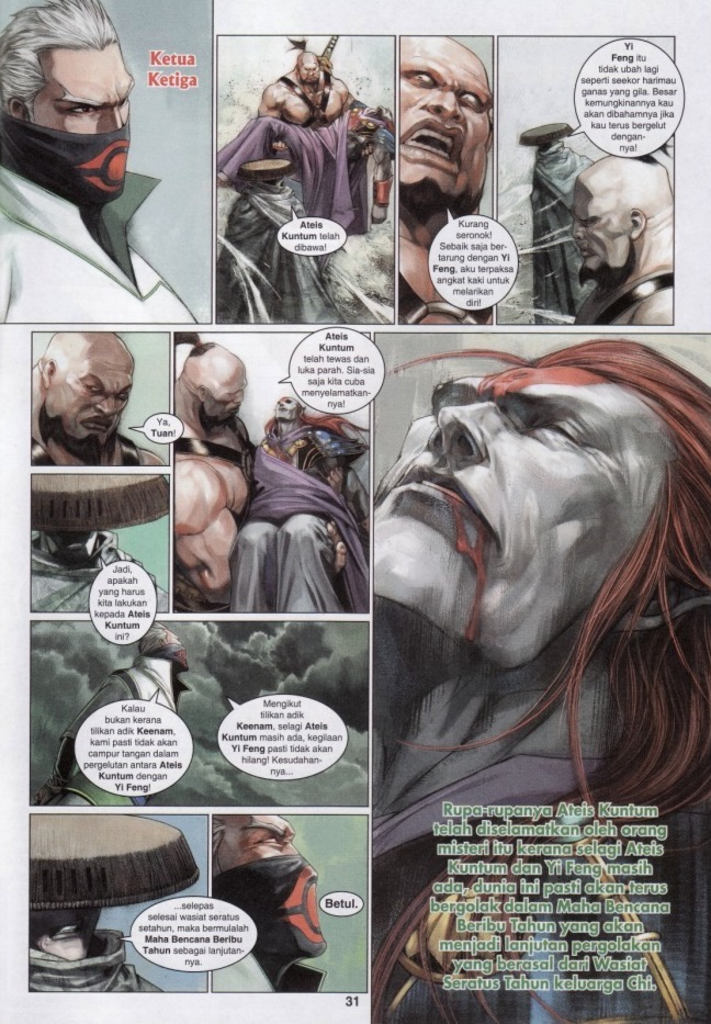 Ketua
Ketiga
Ateis
Kuntum telah
dibawa!
Kurang
seronok!
Sebaik saja ber-
tarung dengan Yi
Feng, aku terpaksa
angkat kaki untuk
melarikan
diri!
Yi
Feng itu
tidak ubah lagi
seperti seekor harimau
ganas yang gila. Besar
kemungkinannya kau
akan dibahamnya jika
kau terus bergelut
dengan-
nya!
Ya,
Tuan!
Ateis
Kuntum
telah tewas dan
luka parah. Sia-sia
saja kita cuba
menyelamatkan-
nya!
Jadi,
apakah
yang harus
kita lakukan
kepada Ateis
Kuntum
ini?
Kalau
bukan kerana
tilikan adik Keenam,
kami pasti tidak akan
campur tangan dalam
pergelutan antara Ateis
Kuntum dengan
Yi Feng!
Mengikut
tilikan adik
Keenam, selagi Ateis
Kuntum masih ada, kegilaan
Yi Feng pasti tidak akan
hilang! Kesudahan-
nya...
...selepas
selesai wasiat seratus
setahun, maka bermulalah
Maha Bencana Beribu
Tahun sebagai lanjutan-
nya.
Betul.
Rupa-rupanya Ateis Kuntum
telah diselamatkan oleh orang
misteri itu kerana selagi Ateis
Kuntum dan Yi Feng masih
ada, dunia ini pasti akan terus
bergolak dalam Maha Bencana
Beribu Tahun yang akan
menjadi lanjutan pergolakan
yang berasal dari Wasiat
Seratus Tahun keluarga Chi.
31